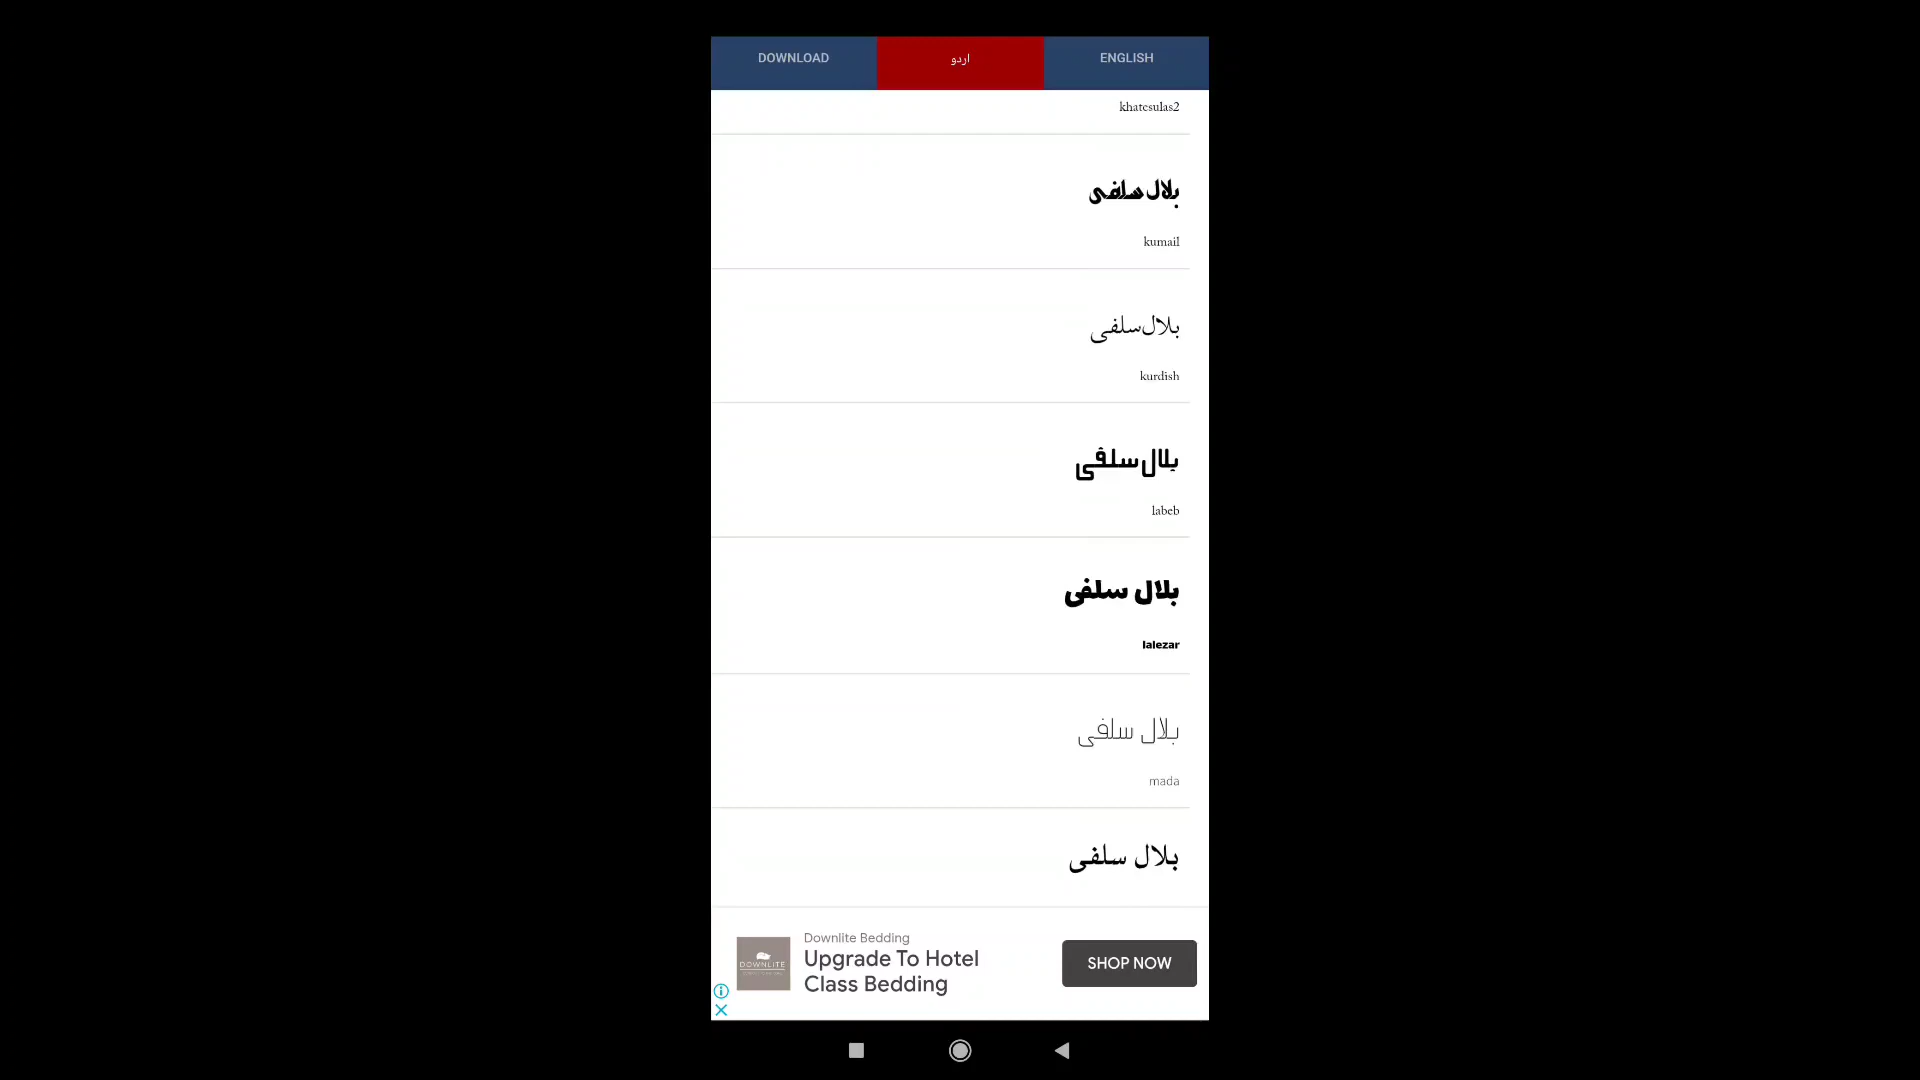 DOWNLOAD
اردو
ENGLISH
khatesulas2
بلال سلفی
kumail
بلال سلفی
kurdish
بلال سلفی
labeb
بلال سلفی
lalezar
بلال سلفی
mada
بلال سلفی
DOWNLITE
Downlite Bedding
Upgrade To Hotel
Class Bedding
SHOP NOW